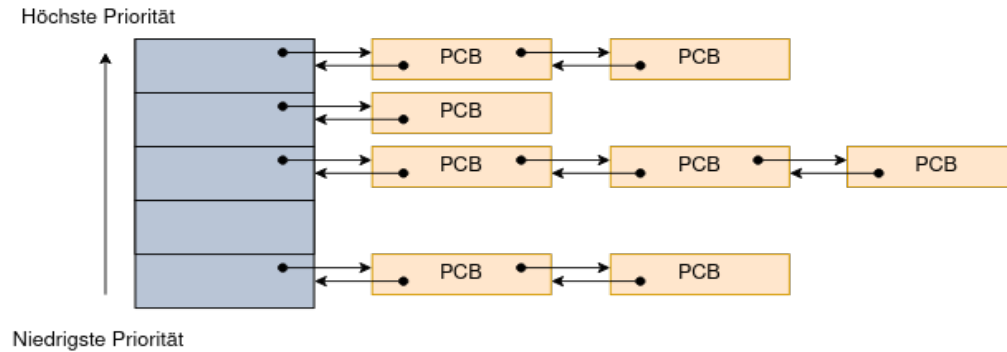 Höchste Priorität
PCB PCB
PCB
PCB PCB PCB
PCB PCB
Niedrigste Priorität